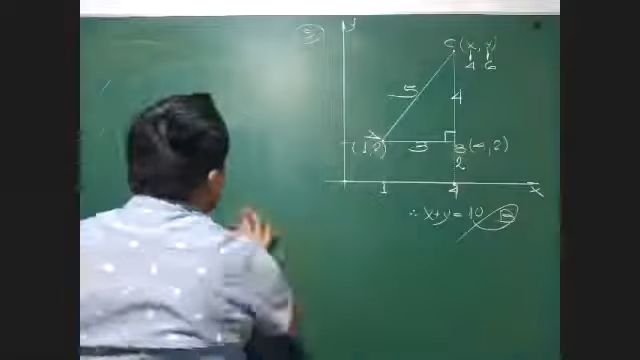 y
C (x, y)
4 6
5
4
A
(1,2)
3
B(4,2)
2
1
4
x
∴ x+y = 10